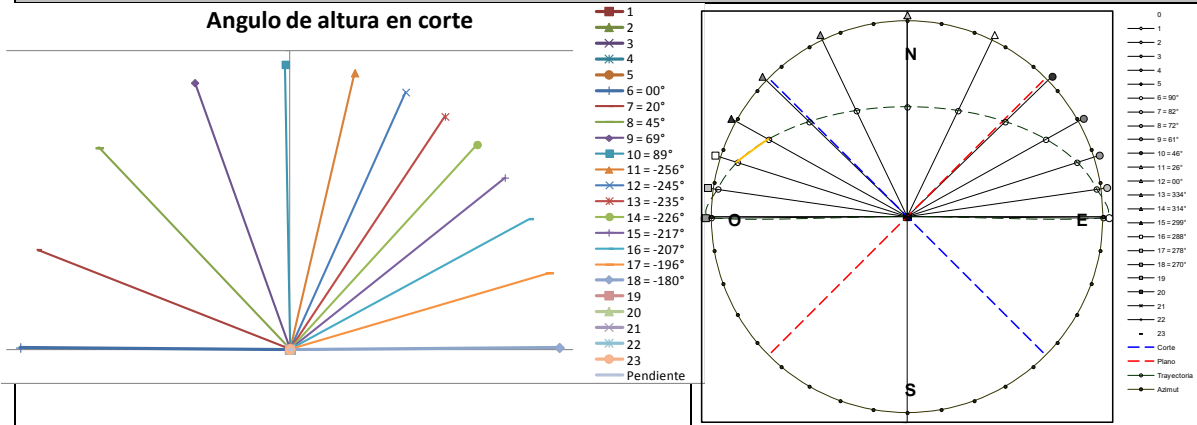 Angulo de altura en corte
1
2
3
4
5
6 = 00°
7 = 20°
8 = 45°
9 = 69°
10 = 89°
11 = -256°
12 = -245°
13 = -235°
14 = -226°
15 = -217°
16 = -207°
17 = -196°
18 = -180°
19
20
21
22
23
Pendiente
N
O
E
S
0
1
2
3
4
5
6 = 90°
7 = 82°
8 = 72°
9 = 61°
10 = 46°
11 = 26°
12 = 00°
13 = 334°
14 = 314°
15 = 299°
16 = 288°
17 = 278°
18 = 270°
19
20
21
22
23
Corte
Plano
Trayectoria
Azimut